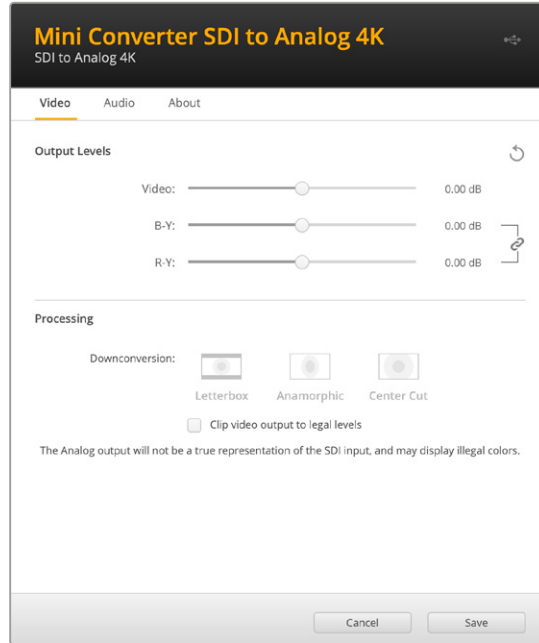 Mini Converter SDI to Analog 4K
SDI to Analog 4K
Video Audio About
Output Levels
Video: 0.00 dB
B-Y: 0.00 dB
R-Y: 0.00 dB
Processing
Downconversion:
Letterbox Anamorphic Center Cut
Clip video output to legal levels
The Analog output will not be a true representation of the SDI input, and may display illegal colors.
Cancel Save